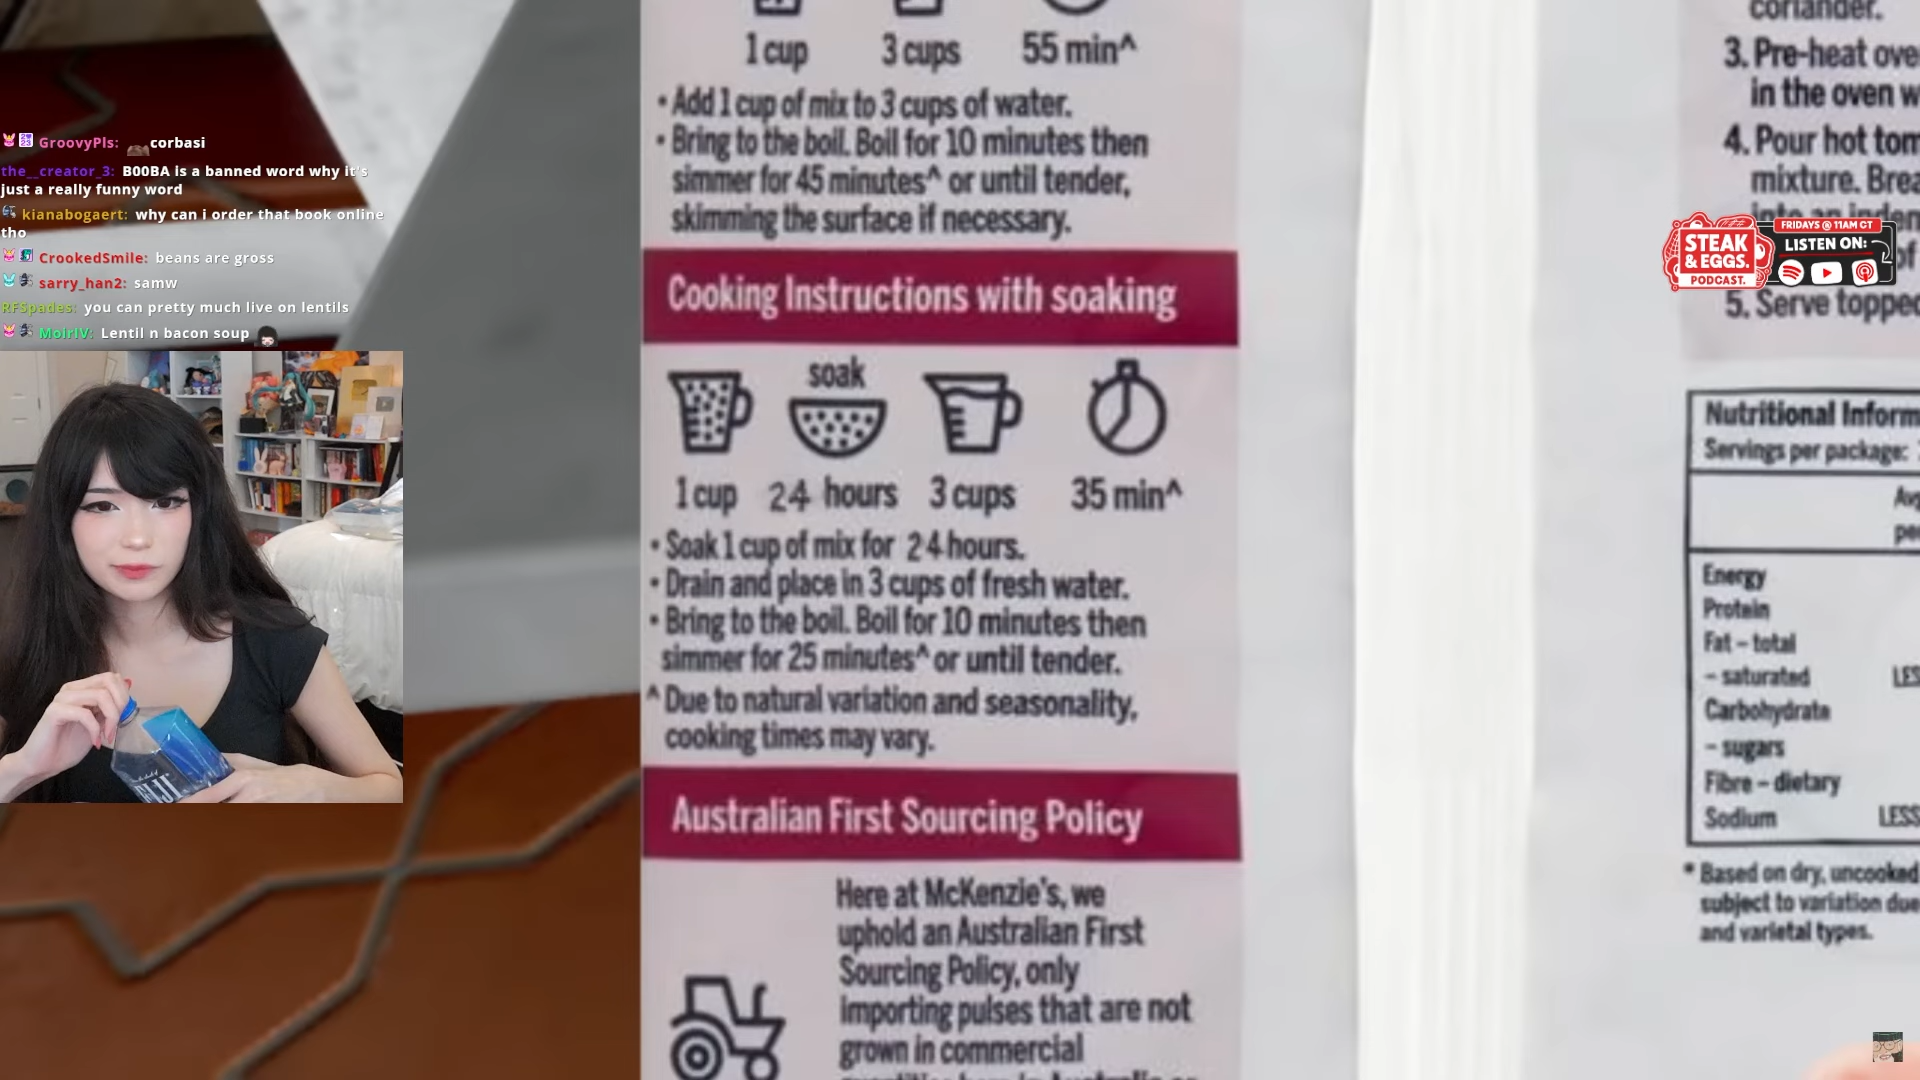 GroovyPls: corbasi
the__creator_3: B00BA is a banned word why it's
just a really funny word
kianabogaert: why can i order that book online
tho
CrookedSmile: beans are gross
sarry_han2: samw
RFSpades: you can pretty much live on lentils
MoirIV: Lentil n bacon soup
FIJI
1 cup 3 cups 55 min^
• Add 1 cup of mix to 3 cups of water.
• Bring to the boil. Boil for 10 minutes then
simmer for 45 minutes^ or until tender,
skimming the surface if necessary.
Cooking Instructions with soaking
soak
1 cup 24 hours 3 cups 35 min^
• Soak 1 cup of mix for 24 hours.
• Drain and place in 3 cups of fresh water.
• Bring to the boil. Boil for 10 minutes then
simmer for 25 minutes^ or until tender.
^ Due to natural variation and seasonality,
cooking times may vary.
Australian First Sourcing Policy
Here at McKenzie's, we
uphold an Australian First
Sourcing Policy, only
importing pulses that are not
grown in commercial
coriander.
3. Pre-heat ove
in the oven w
4. Pour hot tom
mixture. Brea
of
5. Serve topped
STEAK
& EGGS.
PODCAST.
FRIDAYS @ 11AM CT
LISTEN ON:
Nutritional Inform
Servings per package:
Energy
Protein
Fat – total
– saturated LES
Carbohydrate
– sugars
Fibre – dietary
Sodium LESS
* Based on dry, uncooked
subject to variation due
and varietal types.